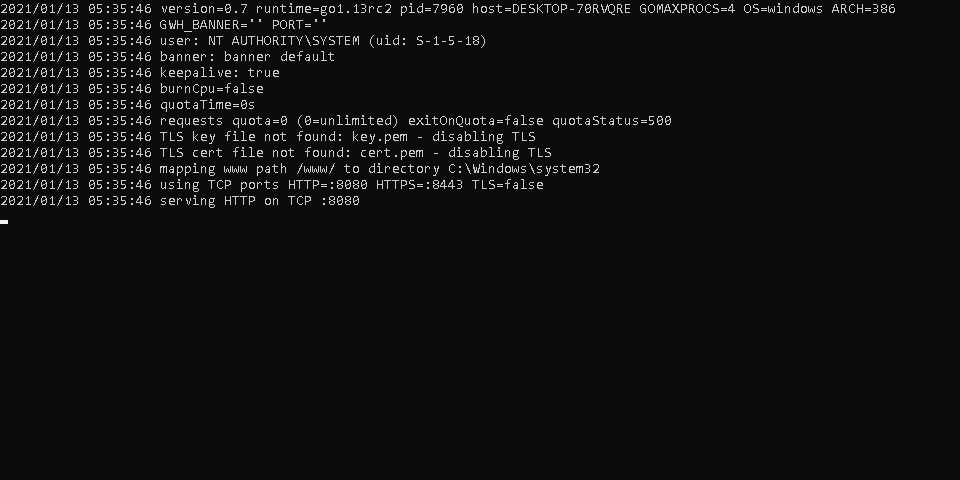 2021/01/13 05:35:46 version=0.7 runtime=go1.13rc2 pid=7960 host=DESKTOP-70RVQRE GOMAXPROCS=4 OS=windows ARCH=386
2021/01/13 05:35:46 GWH_BANNER='' PORT=''
2021/01/13 05:35:46 user: NT AUTHORITY\SYSTEM (uid: S-1-5-18)
2021/01/13 05:35:46 banner: banner default
2021/01/13 05:35:46 keepalive: true
2021/01/13 05:35:46 burnCpu=false
2021/01/13 05:35:46 quotaTime=0s
2021/01/13 05:35:46 requests quota=0 (0=unlimited) exitOnQuota=false quotaStatus=500
2021/01/13 05:35:46 TLS key file not found: key.pem - disabling TLS
2021/01/13 05:35:46 TLS cert file not found: cert.pem - disabling TLS
2021/01/13 05:35:46 mapping www path /www/ to directory C:\Windows\system32
2021/01/13 05:35:46 using TCP ports HTTP=:8080 HTTPS=:8443 TLS=false
2021/01/13 05:35:46 serving HTTP on TCP :8080